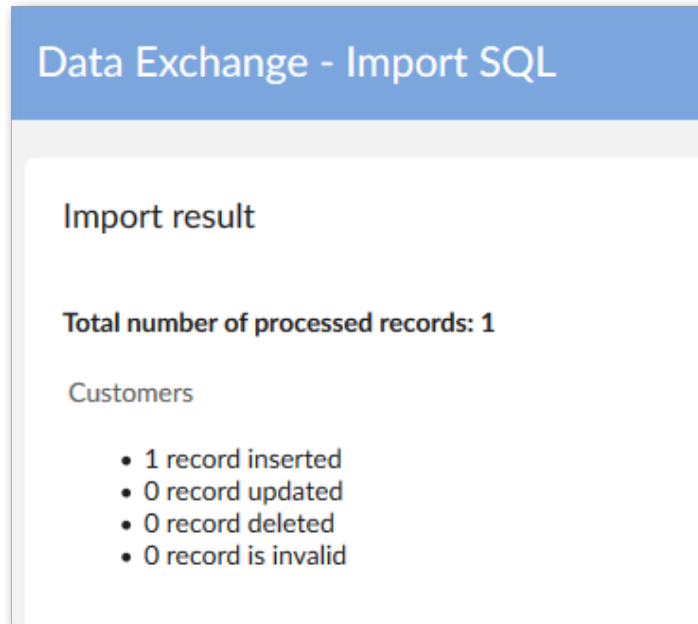 Data Exchange - Import SQL
Import result
Total number of processed records: 1
Customers
• 1 record inserted
• 0 record updated
• 0 record deleted
• 0 record is invalid